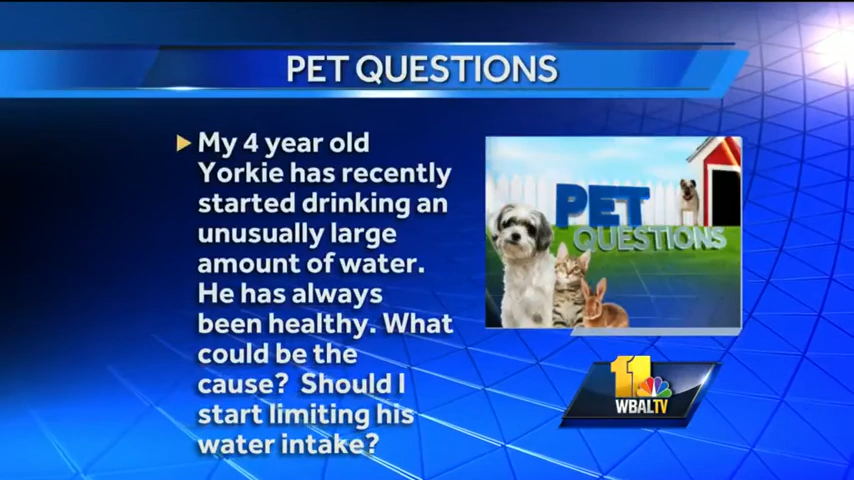 PET QUESTIONS
My 4 year old
Yorkie has recently
started drinking an
unusually large
amount of water.
He has always
been healthy. What
could be the
cause? Should I
start limiting his
water intake?
PET
QUESTIONS
11
WBALTV